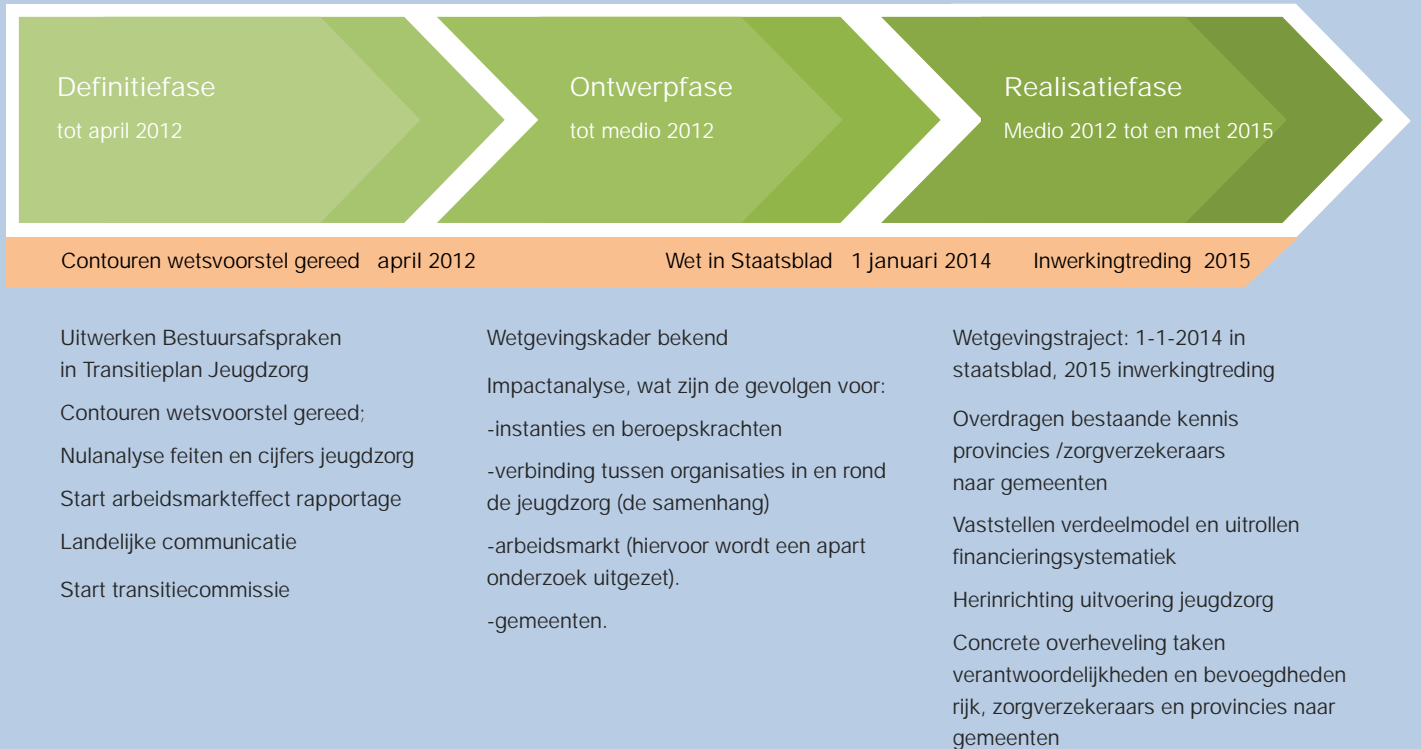 Definitiefase
tot april 2012
Ontwerpfase
tot medio 2012
Realisatiefase
Medio 2012 tot en met 2015
Contouren wetsvoorstel gereed april 2012
Wet in Staatsblad 1 januari 2014
Inwerkingtreding 2015
Uitwerken Bestuursafspraken
in Transitieplan Jeugdzorg
Contouren wetsvoorstel gereed;
Nulanalyse feiten en cijfers jeugdzorg
Start arbeidsmarkteffect rapportage
Landelijke communicatie
Start transitiecommissie
Wetgevingskader bekend
Impactanalyse, wat zijn de gevolgen voor:
-instanties en beroepskrachten
-verbinding tussen organisaties in en rond
de jeugdzorg (de samenhang)
-arbeidsmarkt (hiervoor wordt een apart
onderzoek uitgezet).
-gemeenten.
Wetgevingstraject: 1-1-2014 in
staatsblad, 2015 inwerkingtreding
Overdragen bestaande kennis
provincies /zorgverzekeraars
naar gemeenten
Vaststellen verdeelmodel en uitrollen
financieringsystematiek
Herinrichting uitvoering jeugdzorg
Concrete overheveling taken
verantwoordelijkheden en bevoegdheden
rijk, zorgverzekeraars en provincies naar
gemeenten